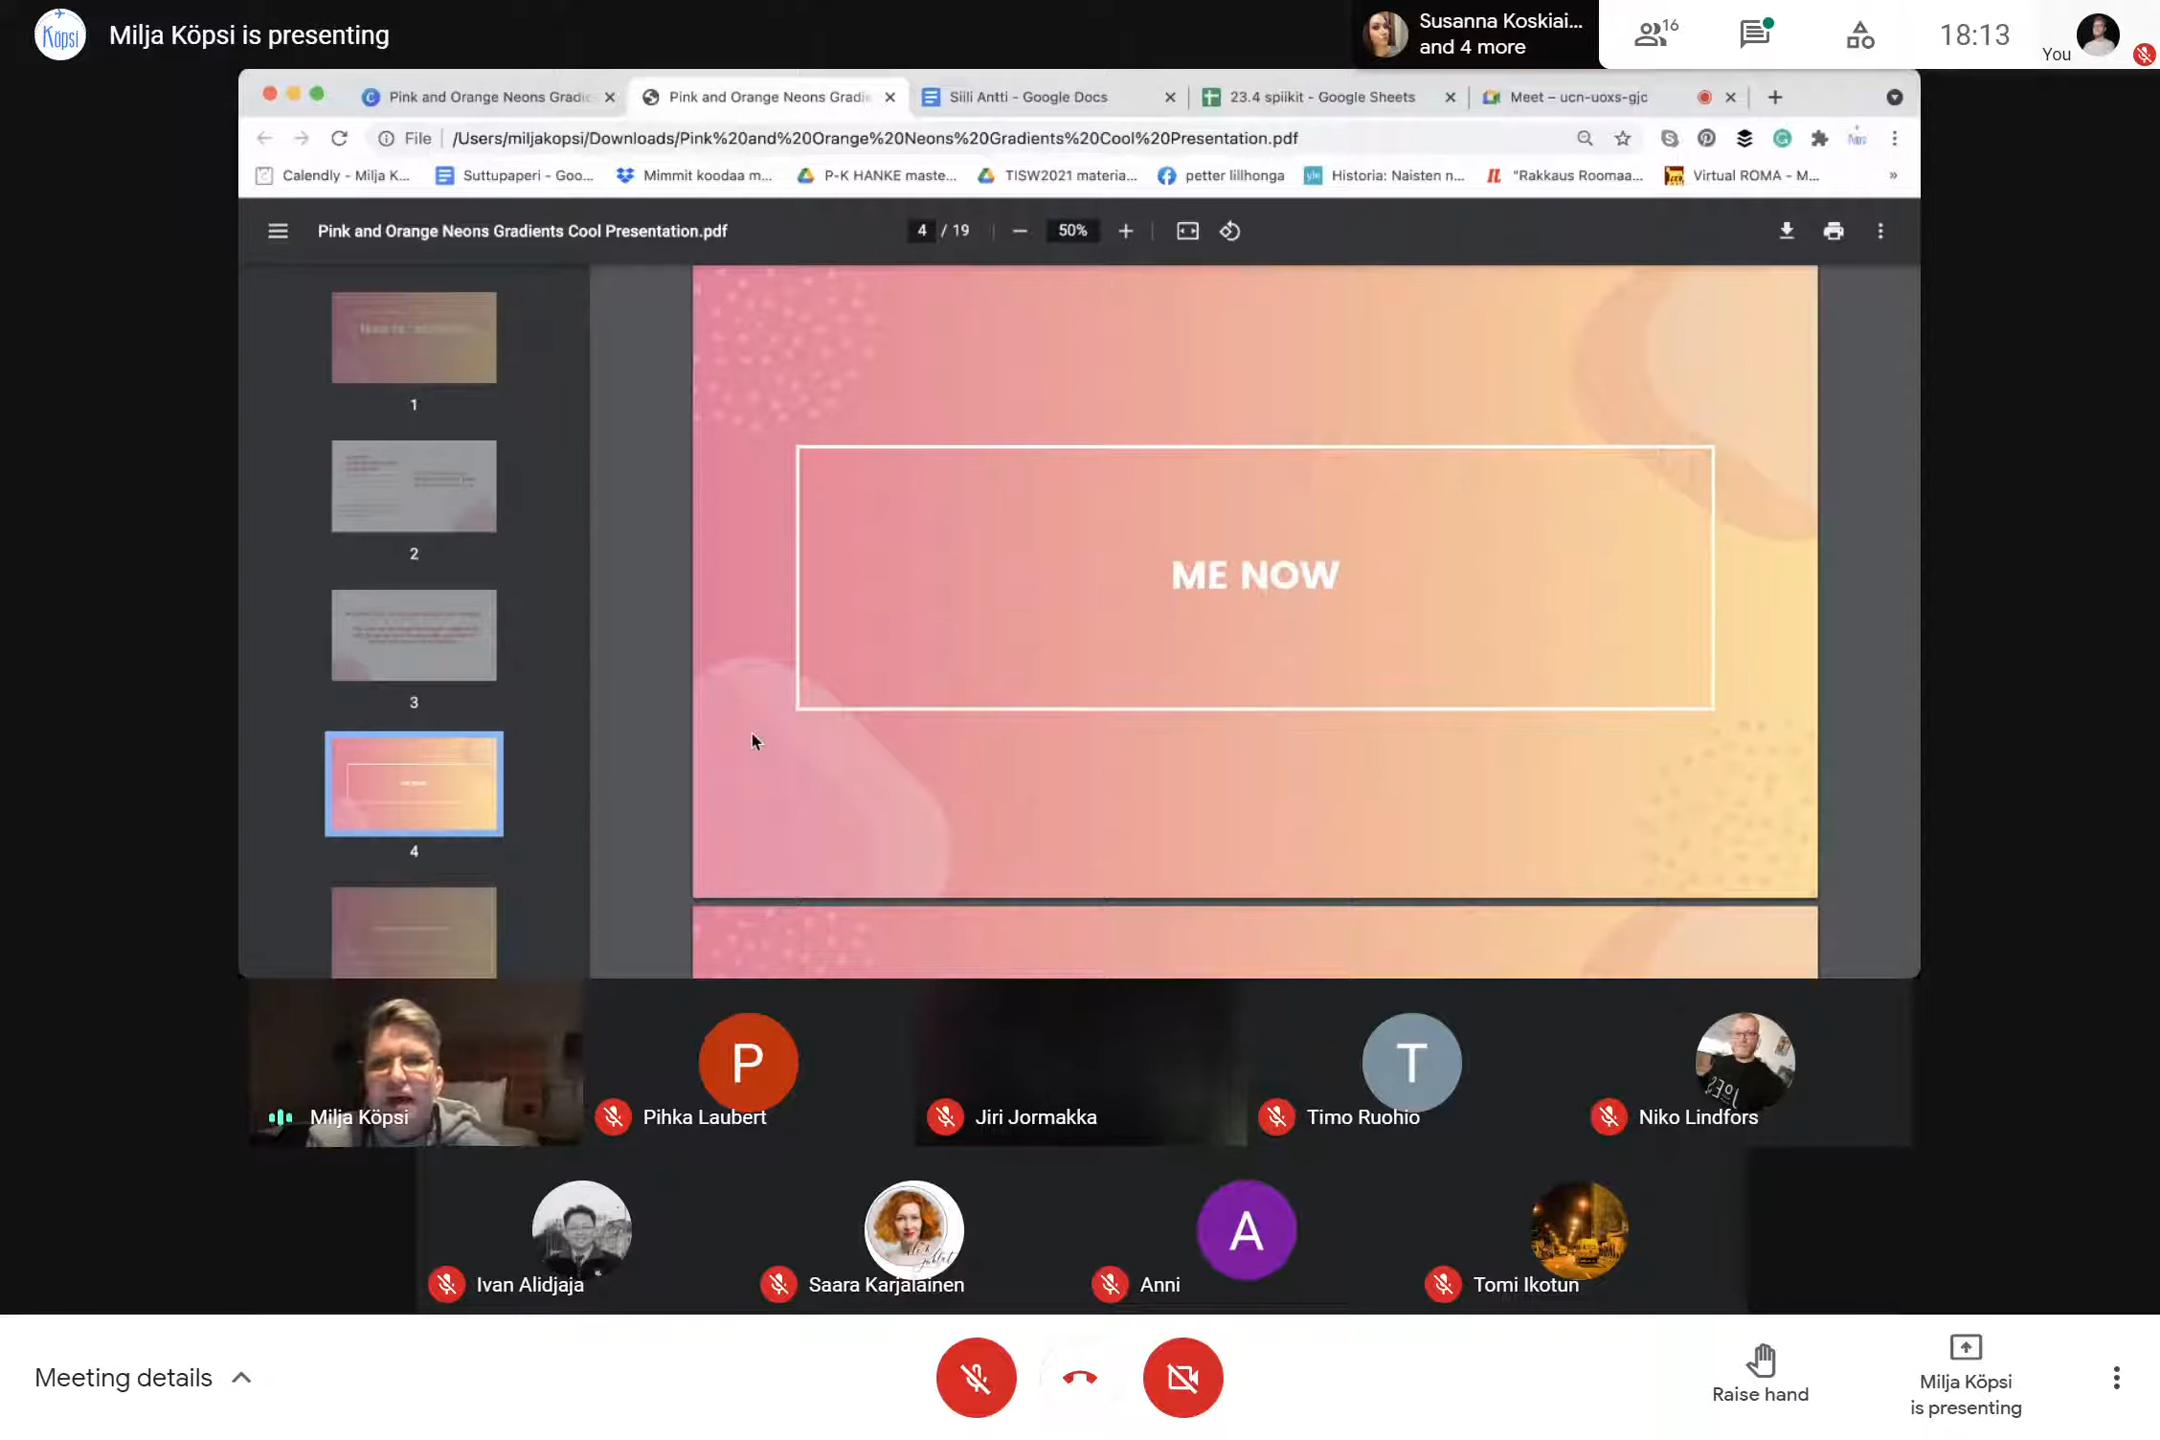 Köpsi
Milja Köpsi is presenting
Susanna Koskiai...
and 4 more
16
18:13
You
Pink and Orange Neons Gradie
Pink and Orange Neons Gradie
Siili Antti - Google Docs
23.4 spiikit - Google Sheets
Meet – ucn-uoxs-gjc
File
/Users/miljakopsi/Downloads/Pink%20and%20Orange%20Neons%20Gradients%20Cool%20Presentation.pdf
Calendly - Milja K...
Suttupaperi - Goo...
Mimmit koodaa m...
P-K HANKE maste...
TISW2021 materia...
petter lillhonga
Historia: Naisten n...
"Rakkaus Roomaa...
Virtual ROMA - M...
»
Pink and Orange Neons Gradients Cool Presentation.pdf
4 / 19
50%
1
2
3
4
ME NOW
Milja Köpsi
P
Pihka Laubert
Jiri Jormakka
T
Timo Ruohio
Niko Lindfors
Ivan Alidjaja
Saara Karjalainen
A
Anni
Tomi Ikotun
Meeting details
Raise hand
Milja Köpsi
is presenting